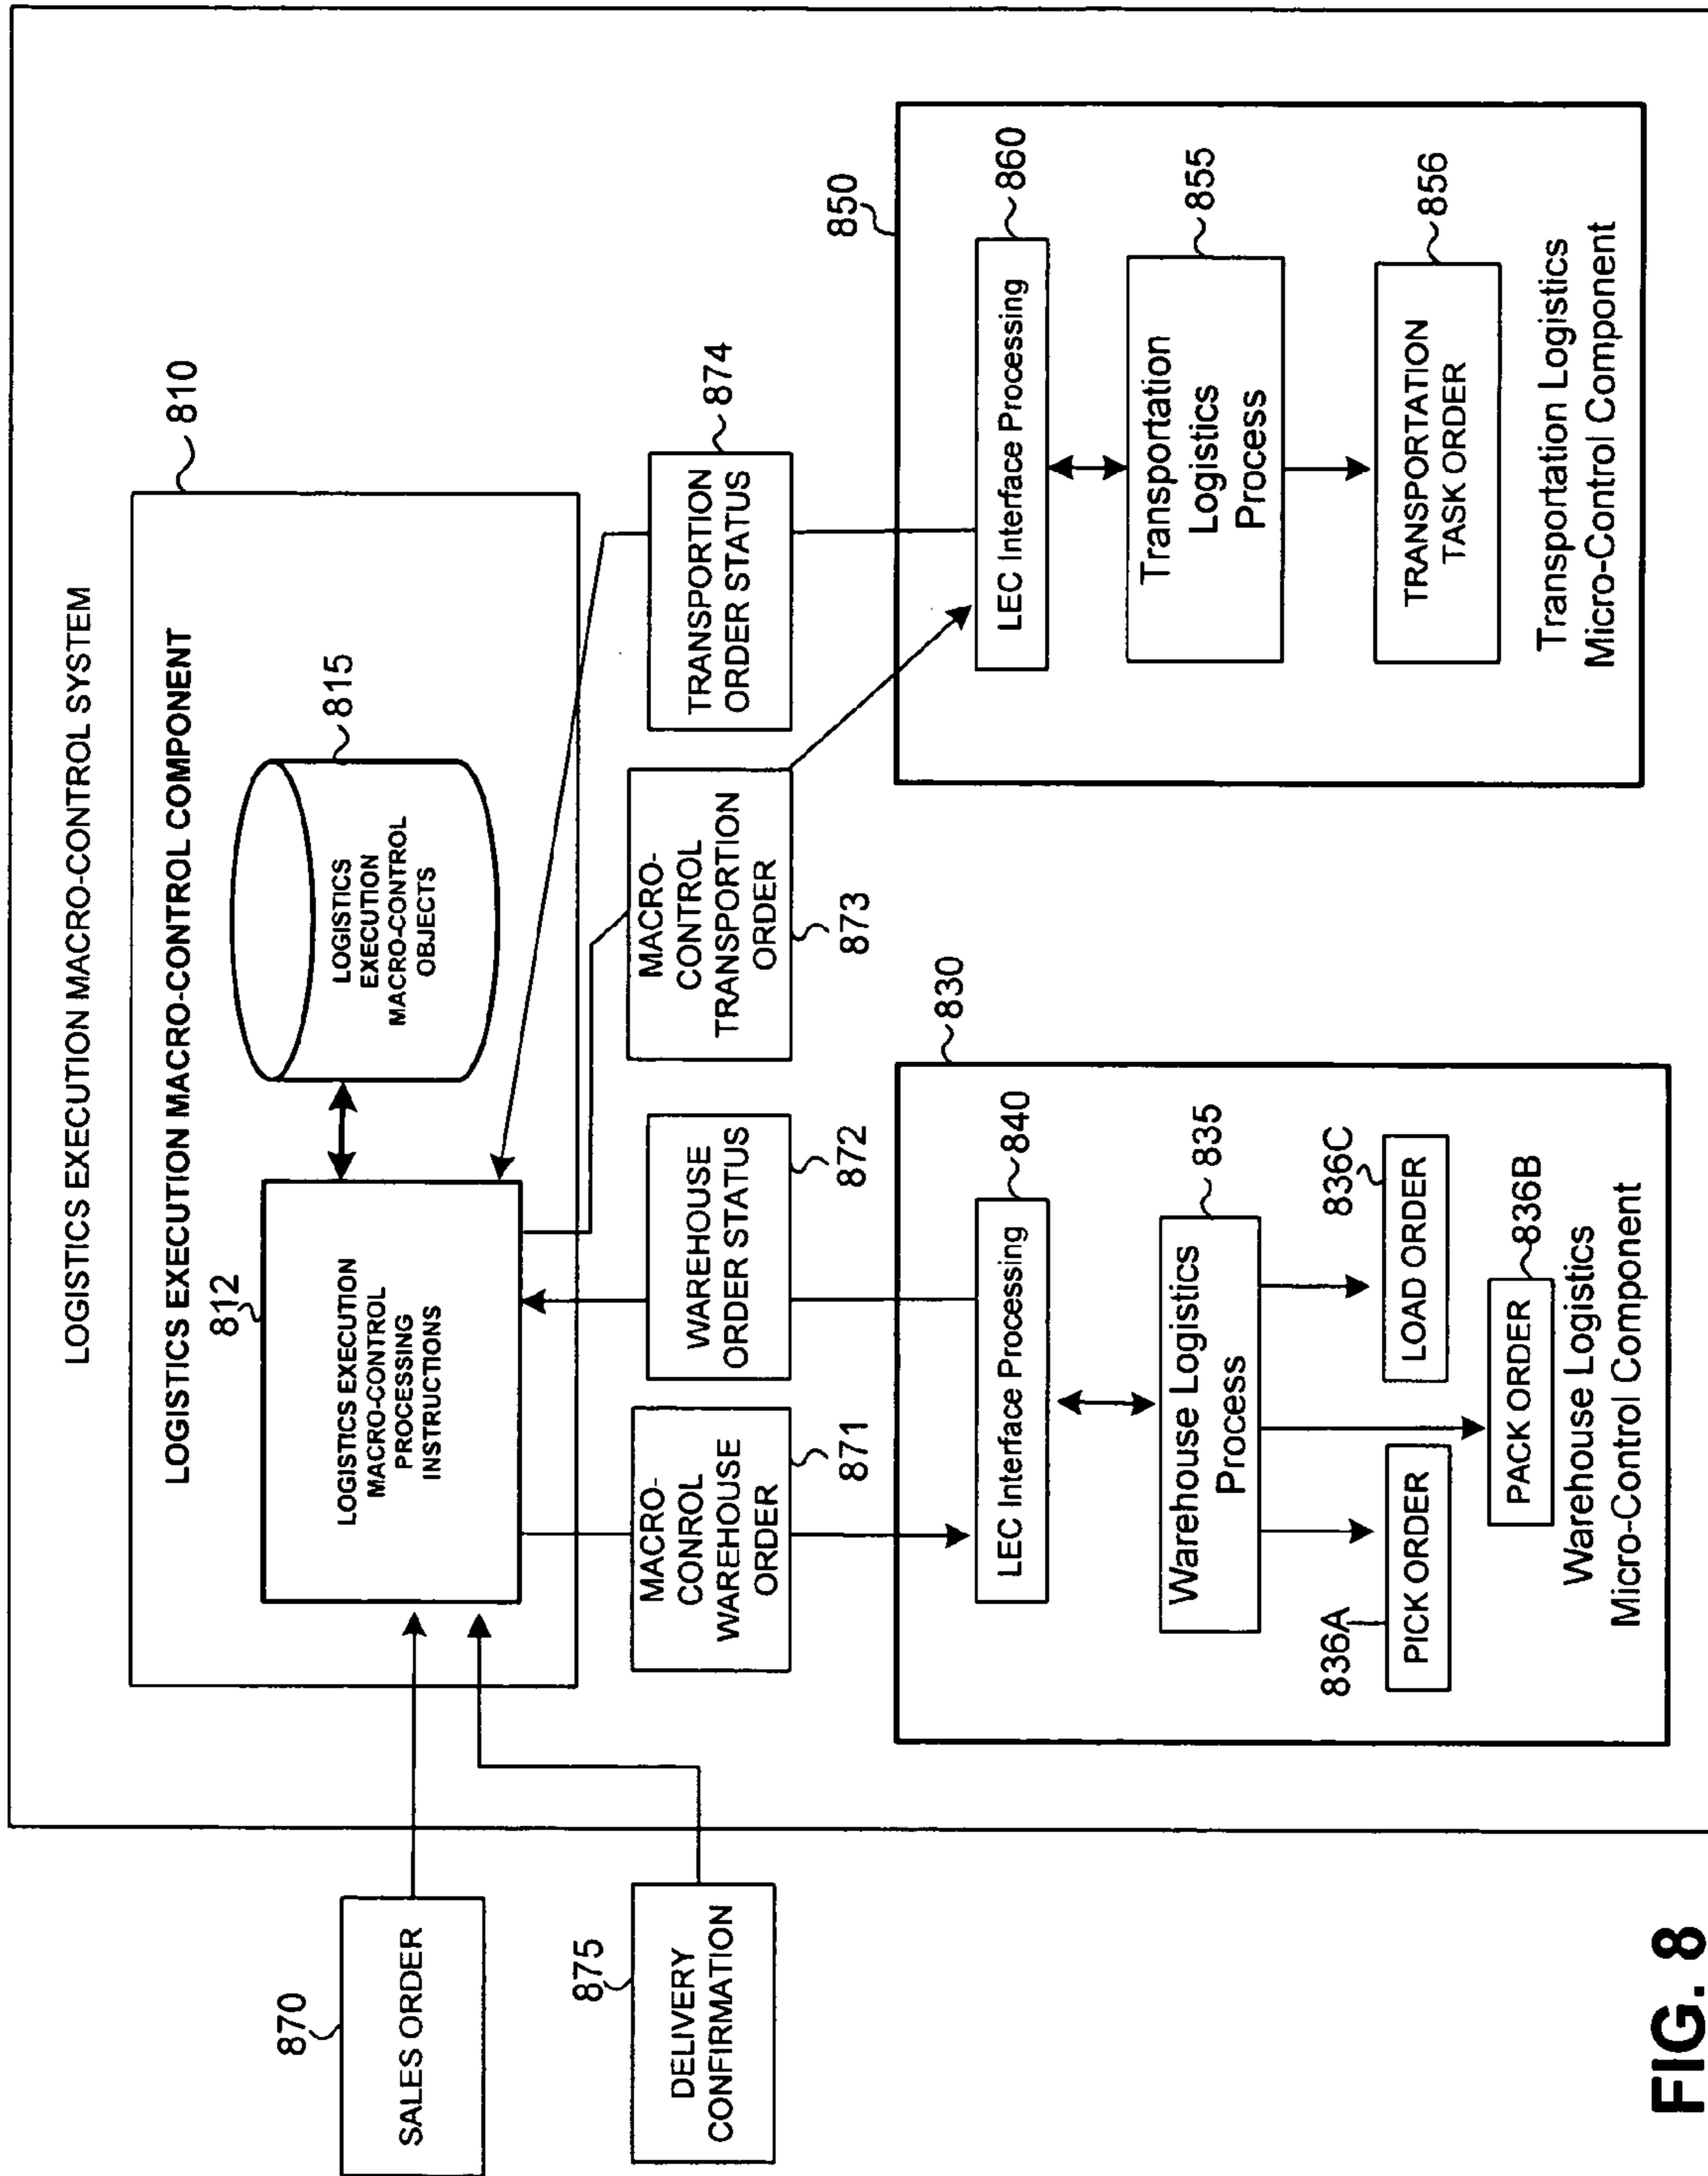 LOGISTICS EXECUTION MACRO-CONTROL SYSTEM
LOGISTICS EXECUTION MACRO-CONTROL COMPONENT
810
812
LOGISTICS EXECUTION
MACRO-CONTROL
PROCESSING
INSTRUCTIONS
815
LOGISTICS
EXECUTION
MACRO-CONTROL
OBJECTS
870
SALES ORDER
875
DELIVERY
CONFIRMATION
MACRO-
CONROL
WAREHOUSE
ORDER
871
WAREHOUSE
ORDER STATUS
872
MACRO-
CONTROL
TRANSPORTION
ORDER
873
TRANSPORTION
ORDER STATUS
874
830
LEC Interface Processing
840
Warehouse Logistics
Process
835
836A
PICK ORDER
PACK ORDER
836B
836C
LOAD ORDER
Warehouse Logistics
Micro-Control Component
850
LEC Interface Processing
860
Transportation
Logistics
Process
855
TRANSPORTATION
TASK ORDER
856
Transportation Logistics
Micro-Control Component
FIG. 8